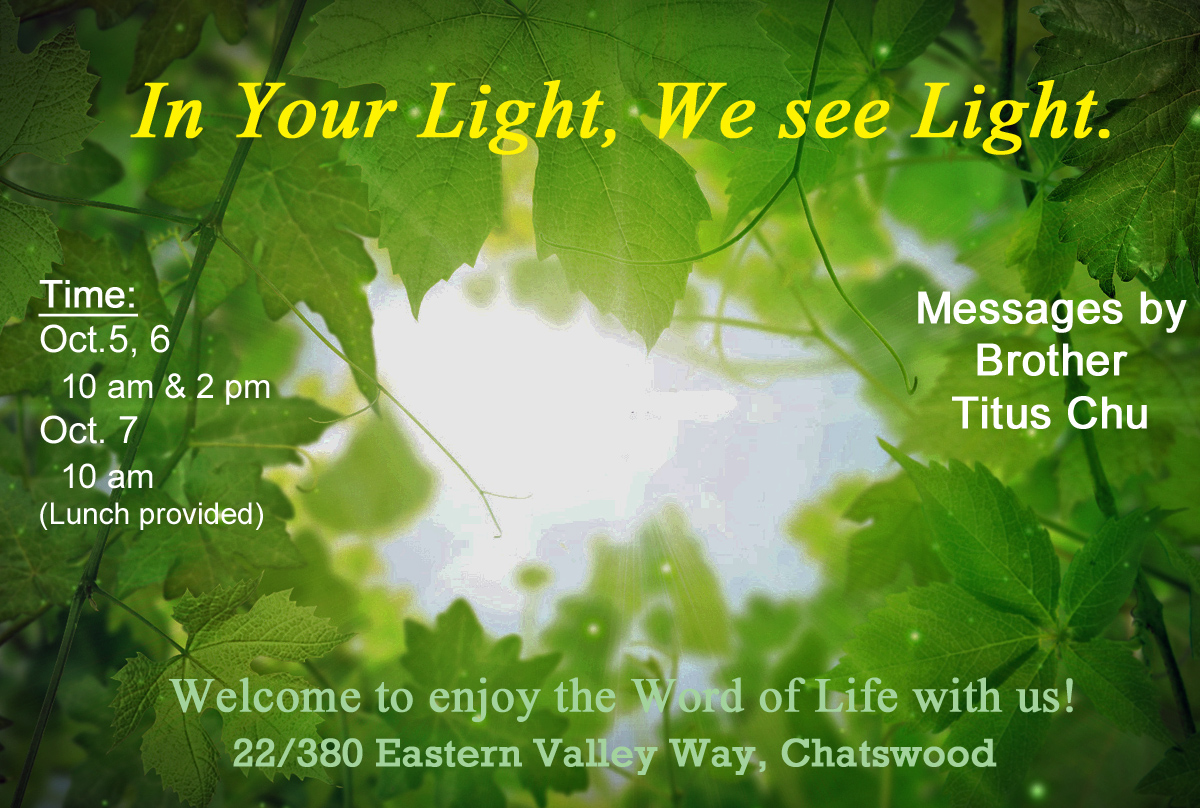 In Your Light, We see Light.
Time:
Oct.5, 6
10 am & 2 pm
Oct. 7
10 am
(Lunch provided)
Messages by
Brother
Titus Chu
Welcome to enjoy the Word of Life with us!
22/380 Eastern Valley Way, Chatswood